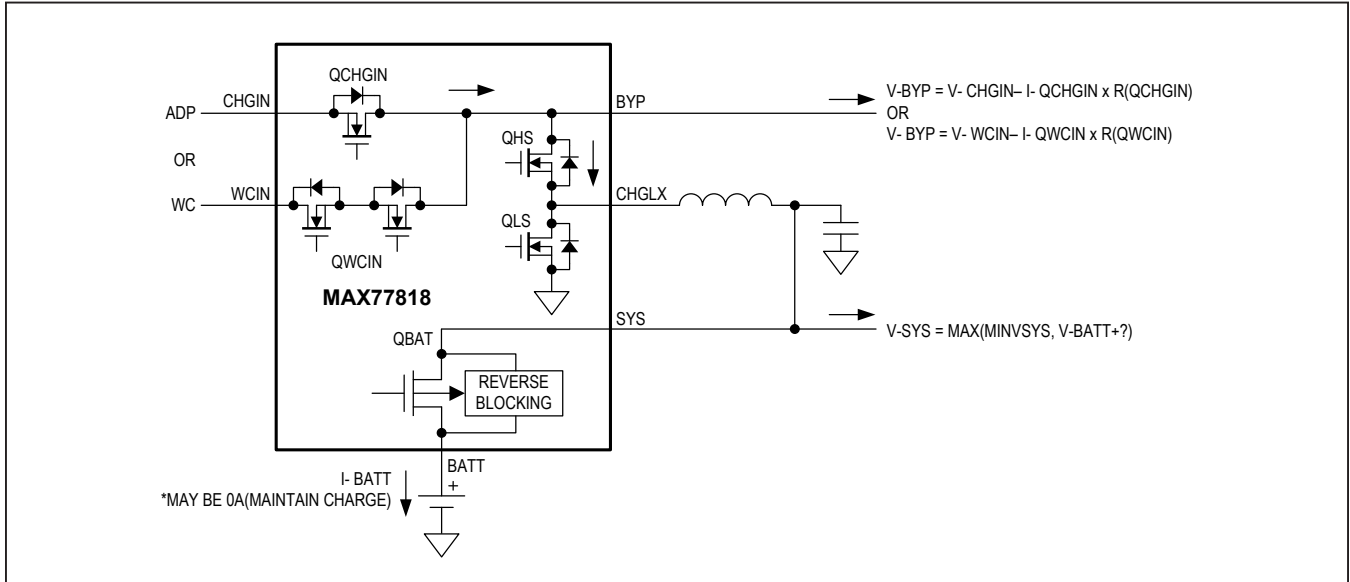 QCHGIN
ADP
CHGIN
BYP
V-BYP = V- CHGIN– I- QCHGIN x R(QCHGIN)
OR
V- BYP = V- WCIN– I- QWCIN x R(QWCIN)
QHS
OR
WC
WCIN
CHGLX
QLS
QWCIN
MAX77818
SYS
QBAT
V-SYS = MAX(MINVSYS, V-BATT+?)
REVERSE
BLOCKING
BATT
I- BATT
*MAY BE 0A(MAINTAIN CHARGE)
+